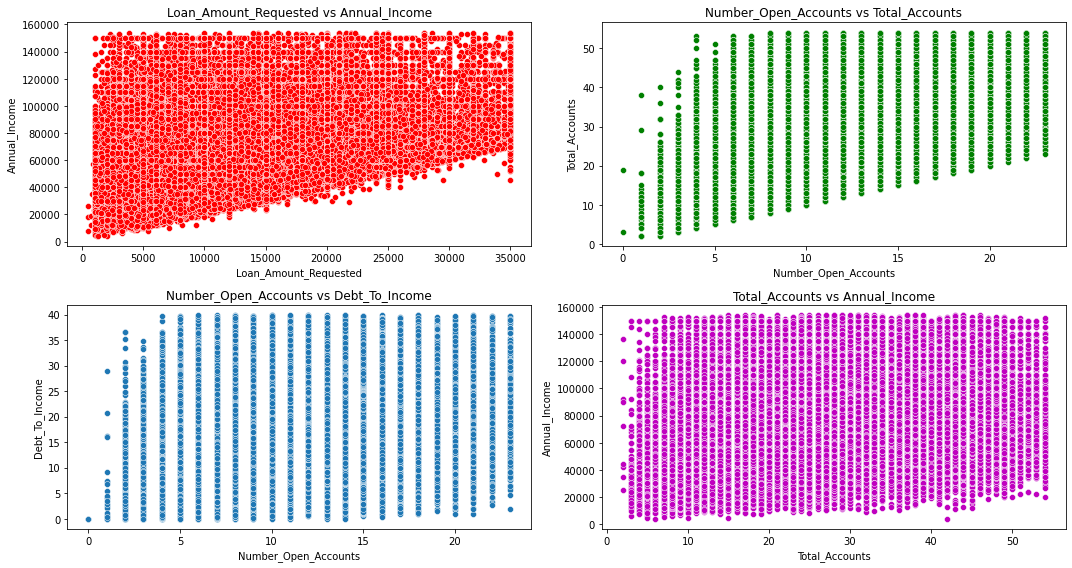 Loan_Amount_Requested vs Annual_Income
160000
140000
120000
100000
80000
60000
40000
20000
0
Annual_Income
0 5000 10000 15000 20000 25000 30000 35000
Loan_Amount_Requested
Number_Open_Accounts vs Total_Accounts
50
40
30
20
10
0
Total_Accounts
0 5 10 15 20
Number_Open_Accounts
Number_Open_Accounts vs Debt_To_Income
40
35
30
25
20
15
10
5
0
Debt_To_Income
0 5 10 15 20
Number_Open_Accounts
Total_Accounts vs Annual_Income
160000
140000
120000
100000
80000
60000
40000
20000
0
Annual_Income
0 10 20 30 40 50
Total_Accounts